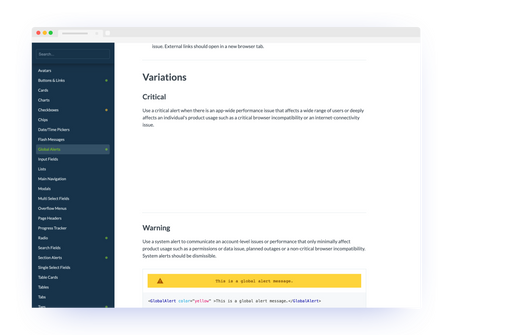 issue. External links should open in a new browser tab.
Search...
Avatars
Buttons & Links
Cards
Charts
Checkboxes
Chips
Date/Time Pickers
Flash Messages
Global Alerts
Input Fields
Lists
Main Navigation
Modals
Multi Select Fields
Overflow Menus
Page Headers
Progress Tracker
Radio
Search Fields
Section Alerts
Single Select Fields
Table Cards
Tables
Tabs
Variations
Critical
Use a critical alert when there is an app-wide performance issue that affects a wide range of users or deeply
affects an individual's product usage such as a critical browser incompatibility or an internet-connectivity
issue.
Warning
Use a system alert to communicate an account-level issues or performance that only minimally affect
product usage such as a permissions or data issue, planned outages or a non-critical browser incompatibility.
System alerts should be dismissible.
This is a global alert message.
<GlobalAlert color="yellow" >This is a global alert message.</GlobalAlert>